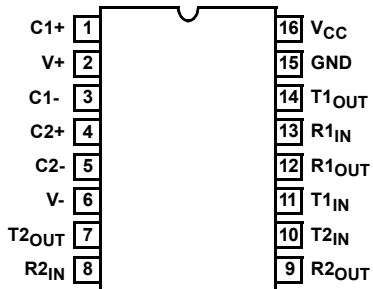 C1+ 1 16 VCC
V+ 2 15 GND
C1- 3 14 T1OUT
C2+ 4 13 R1IN
C2- 5 12 R1OUT
V- 6 11 T1IN
T2OUT 7 10 T2IN
R2IN 8 9 R2OUT